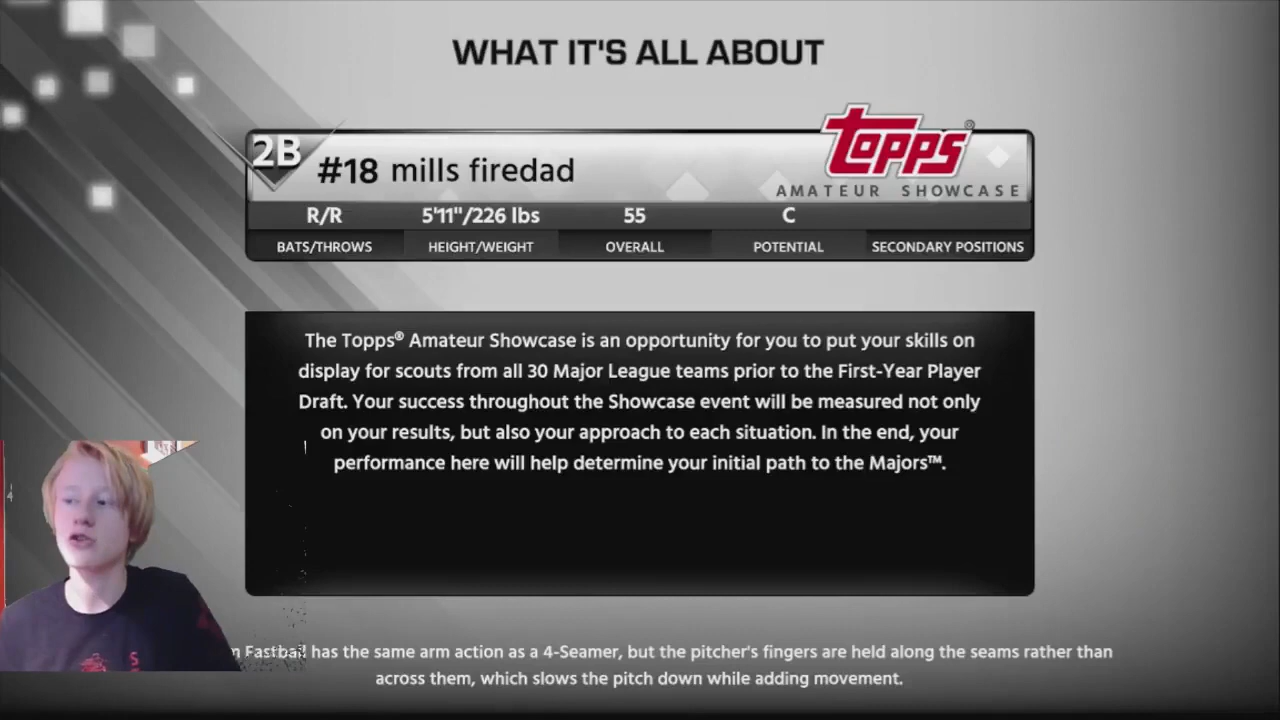 WHAT IT'S ALL ABOUT
2B
#18 mills firedad
topps®
AMATEUR SHOWCASE
R/R 5'11"/226 lbs 55 C
BATS/THROWS HEIGHT/WEIGHT OVERALL POTENTIAL SECONDARY POSITIONS
The Topps® Amateur Showcase is an opportunity for you to put your skills on
display for scouts from all 30 Major League teams prior to the First-Year Player
Draft. Your success throughout the Showcase event will be measured not only
on your results, but also your approach to each situation. In the end, your
performance here will help determine your initial path to the Majors™.
Fastball has the same arm action as a 4-Seamer, but the pitcher's fingers are held along the seams rather than
across them, which slows the pitch down while adding movement.